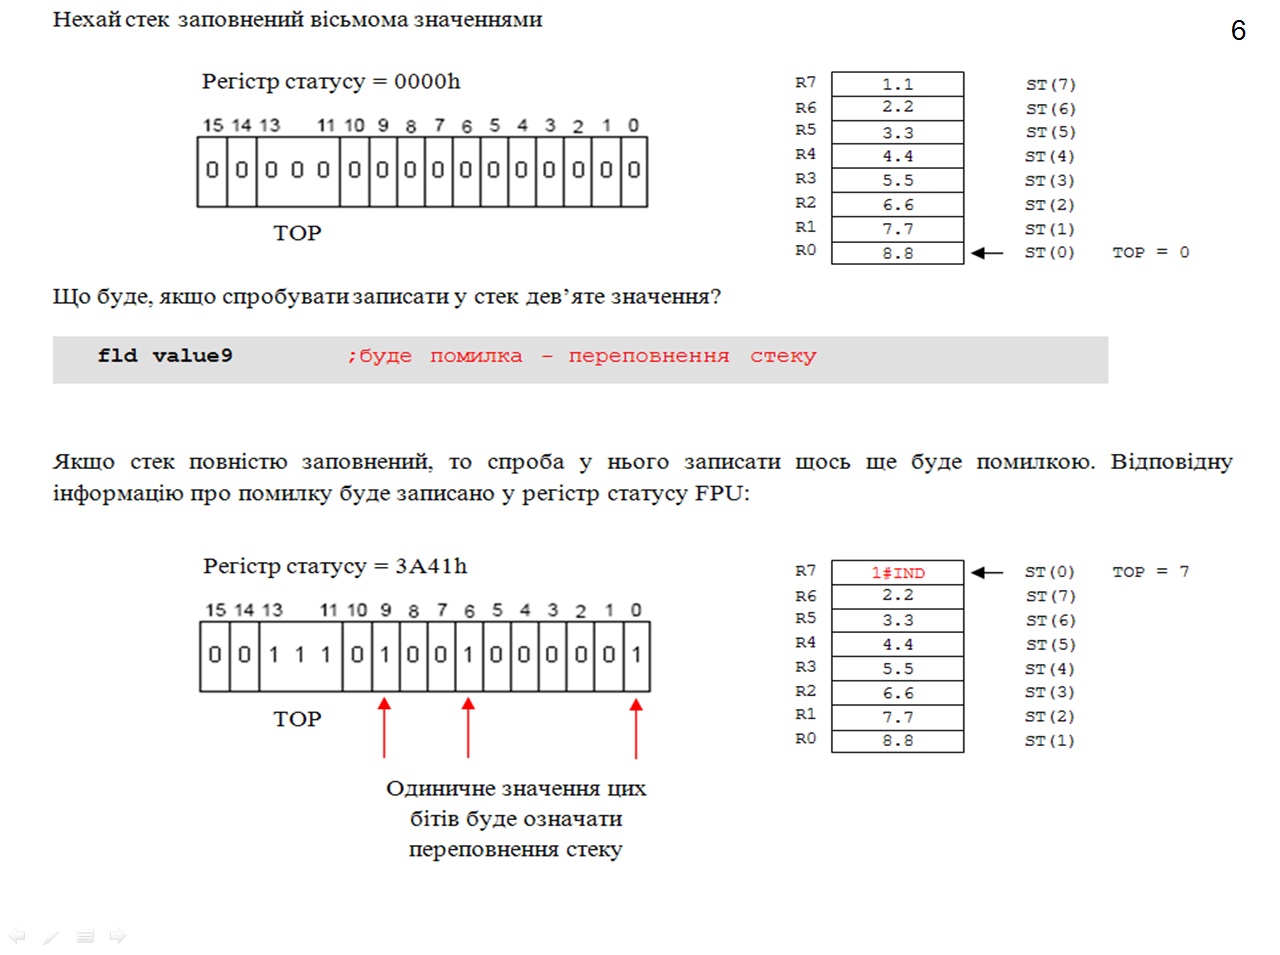 Нехай стек заповнений вісьмома значеннями
6
Регістр статусу = 0000h
15 14 13 11 10 9 8 7 6 5 4 3 2 1 0
0 0 0 0 0 0 0 0 0 0 0 0 0 0 0 0
TOP
R7 1.1 ST(7)
R6 2.2 ST(6)
R5 3.3 ST(5)
R4 4.4 ST(4)
R3 5.5 ST(3)
R2 6.6 ST(2)
R1 7.7 ST(1)
R0 8.8 ST(0) TOP = 0
Що буде, якщо спробувати записати у стек дев’яте значення?
fld value9 ;буде помилка – переповнення стеку
Якщо стек повністю заповнений, то спроба у нього записати щось ще буде помилкою. Відповідну
інформацію про помилку буде записано у регістр статусу FPU:
Регістр статусу = 3A41h
15 14 13 11 10 9 8 7 6 5 4 3 2 1 0
0 0 1 1 1 0 1 0 0 1 0 0 0 0 0 1
TOP
Одиничне значення цих
бітів буде означати
переповнення стеку
R7 1#IND ST(0) TOP = 7
R6 2.2 ST(7)
R5 3.3 ST(6)
R4 4.4 ST(5)
R3 5.5 ST(4)
R2 6.6 ST(3)
R1 7.7 ST(2)
R0 8.8 ST(1)